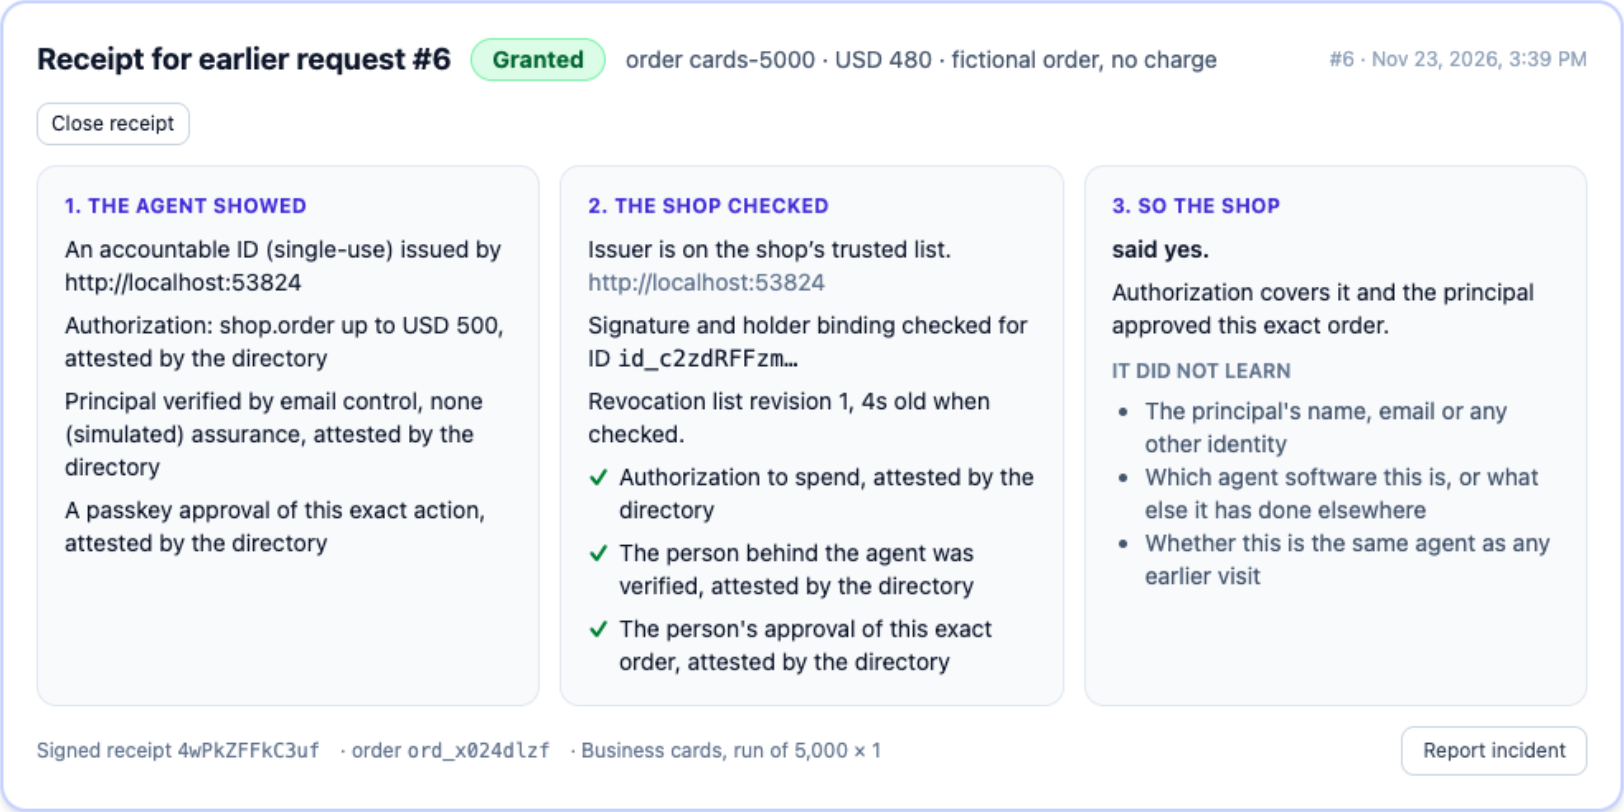 Receipt for earlier request #6
Granted
order cards-5000 · USD 480 · fictional order, no charge
#6 · Nov 23, 2026, 3:39 PM
Close receipt
1. THE AGENT SHOWED
An accountable ID (single-use) issued by
http://localhost:53824
Authorization: shop.order up to USD 500,
attested by the directory
Principal verified by email control, none
(simulated) assurance, attested by the
directory
A passkey approval of this exact action,
attested by the directory
2. THE SHOP CHECKED
Issuer is on the shop’s trusted list.
http://localhost:53824
Signature and holder binding checked for
ID id_c2zdRFFzm…
Revocation list revision 1, 4s old when
checked.
✓ Authorization to spend, attested by the
directory
✓ The person behind the agent was
verified, attested by the directory
✓ The person's approval of this exact
order, attested by the directory
3. SO THE SHOP
said yes.
Authorization covers it and the principal
approved this exact order.
IT DID NOT LEARN
• The principal's name, email or any
other identity
• Which agent software this is, or what
else it has done elsewhere
• Whether this is the same agent as any
earlier visit
Signed receipt 4wPkZFFkC3uf · order ord_x024dlzf · Business cards, run of 5,000 × 1
Report incident